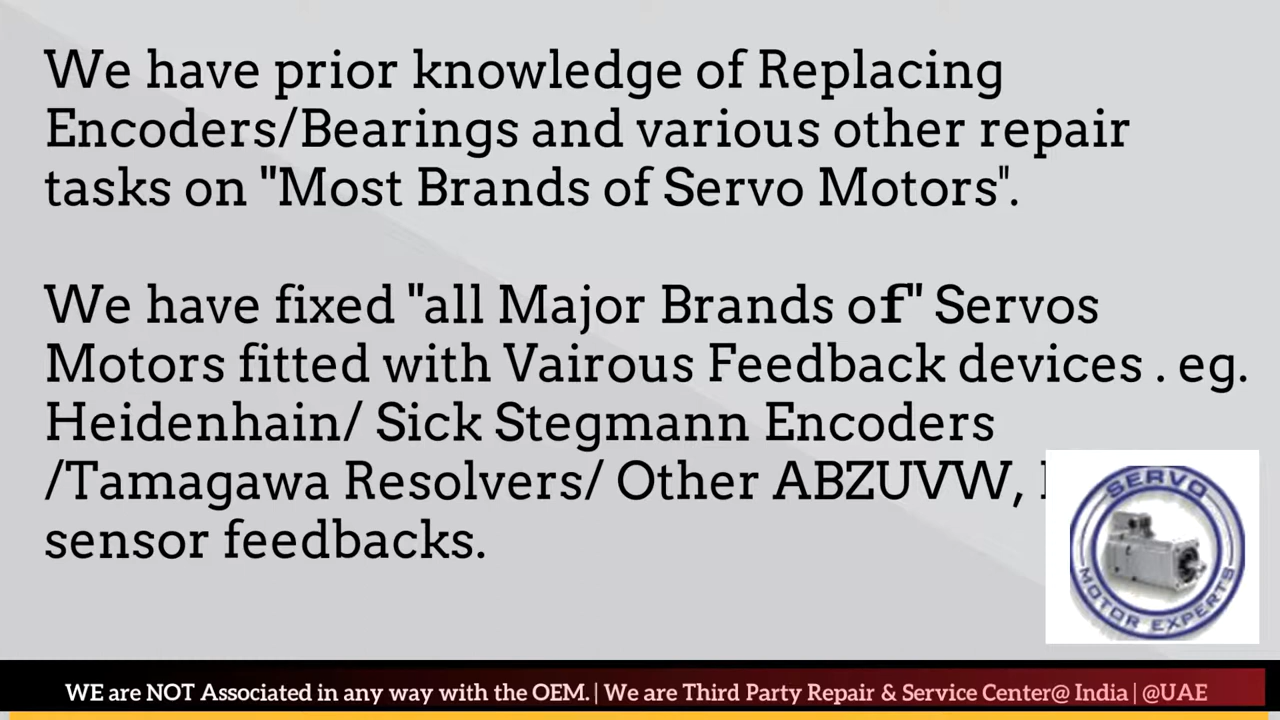 We have prior knowledge of Replacing
Encoders/Bearings and various other repair
tasks on "Most Brands of Servo Motors".
We have fixed "all Major Brands of" Servos
Motors fitted with Vairous Feedback devices . eg.
Heidenhain/ Sick Stegmann Encoders
/Tamagawa Resolvers/ Other ABZUVW,
sensor feedbacks.
SERVO
MOTOR EXPERTS
WE are NOT Associated in any way with the OEM. | We are Third Party Repair & Service Center@ India | @UAE